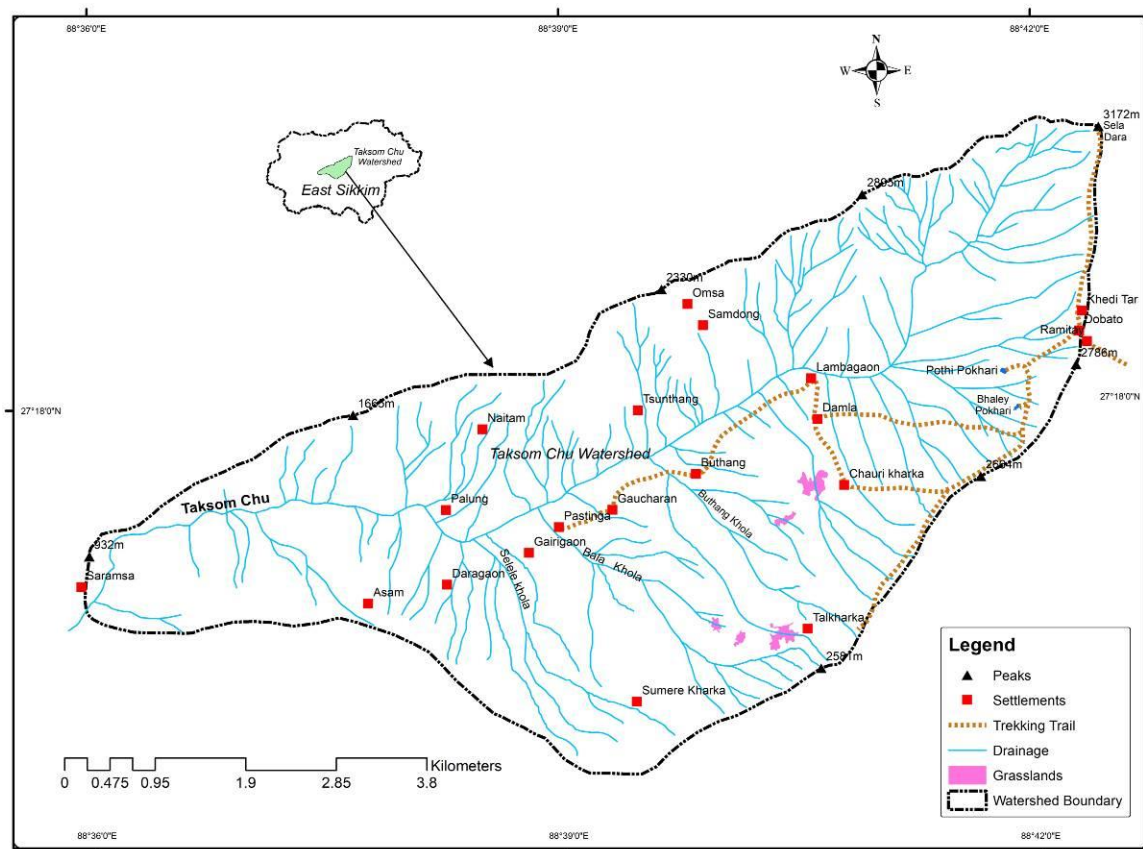 88°36'0"E
88°39'0"E
88°42'0"E
N
W
E
S
3172m
Sela
Dara
Taksom Chu
Watershed
East Sikkim
2330m
Omsa
Samdong
Khedi Tar
Dobato
Ramitay
2786m
Pothi Pokhari
Lambagaon
Bhaley
Pokhari
27°18'0"N
27°18'0"N
Damla
Tsunthang
Naitam
Taksom Chu Watershed
Buthang
Chauri kharka
Taksom Chu
Palung
Gaucharan
Buthang Khola
Pastinga
Gairigaon
Bala Khola
932m
Saramsa
Selele khola
Daragaon
Asam
Talkharka
2581m
Sumere Kharka
Legend
Peaks
Settlements
Trekking Trail
Drainage
Grasslands
Watershed Boundary
Kilometers
0
0.475
0.95
1.9
2.85
3.8
88°36'0"E
88°39'0"E
88°42'0"E